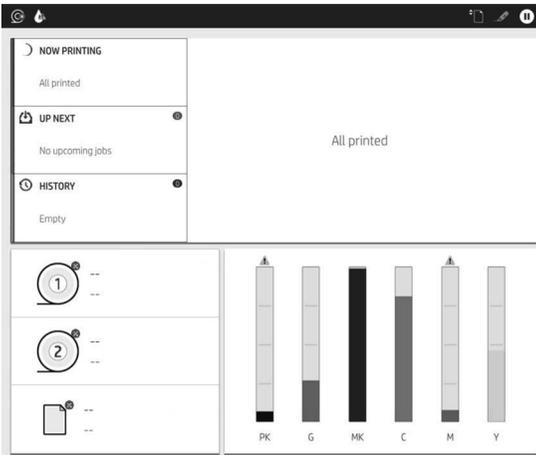 NOW PRINTING
All printed
UP NEXT
0
No upcoming jobs
HISTORY
0
Empty
All printed
1
--
--
2
--
--
--
--
PK G MK C M Y